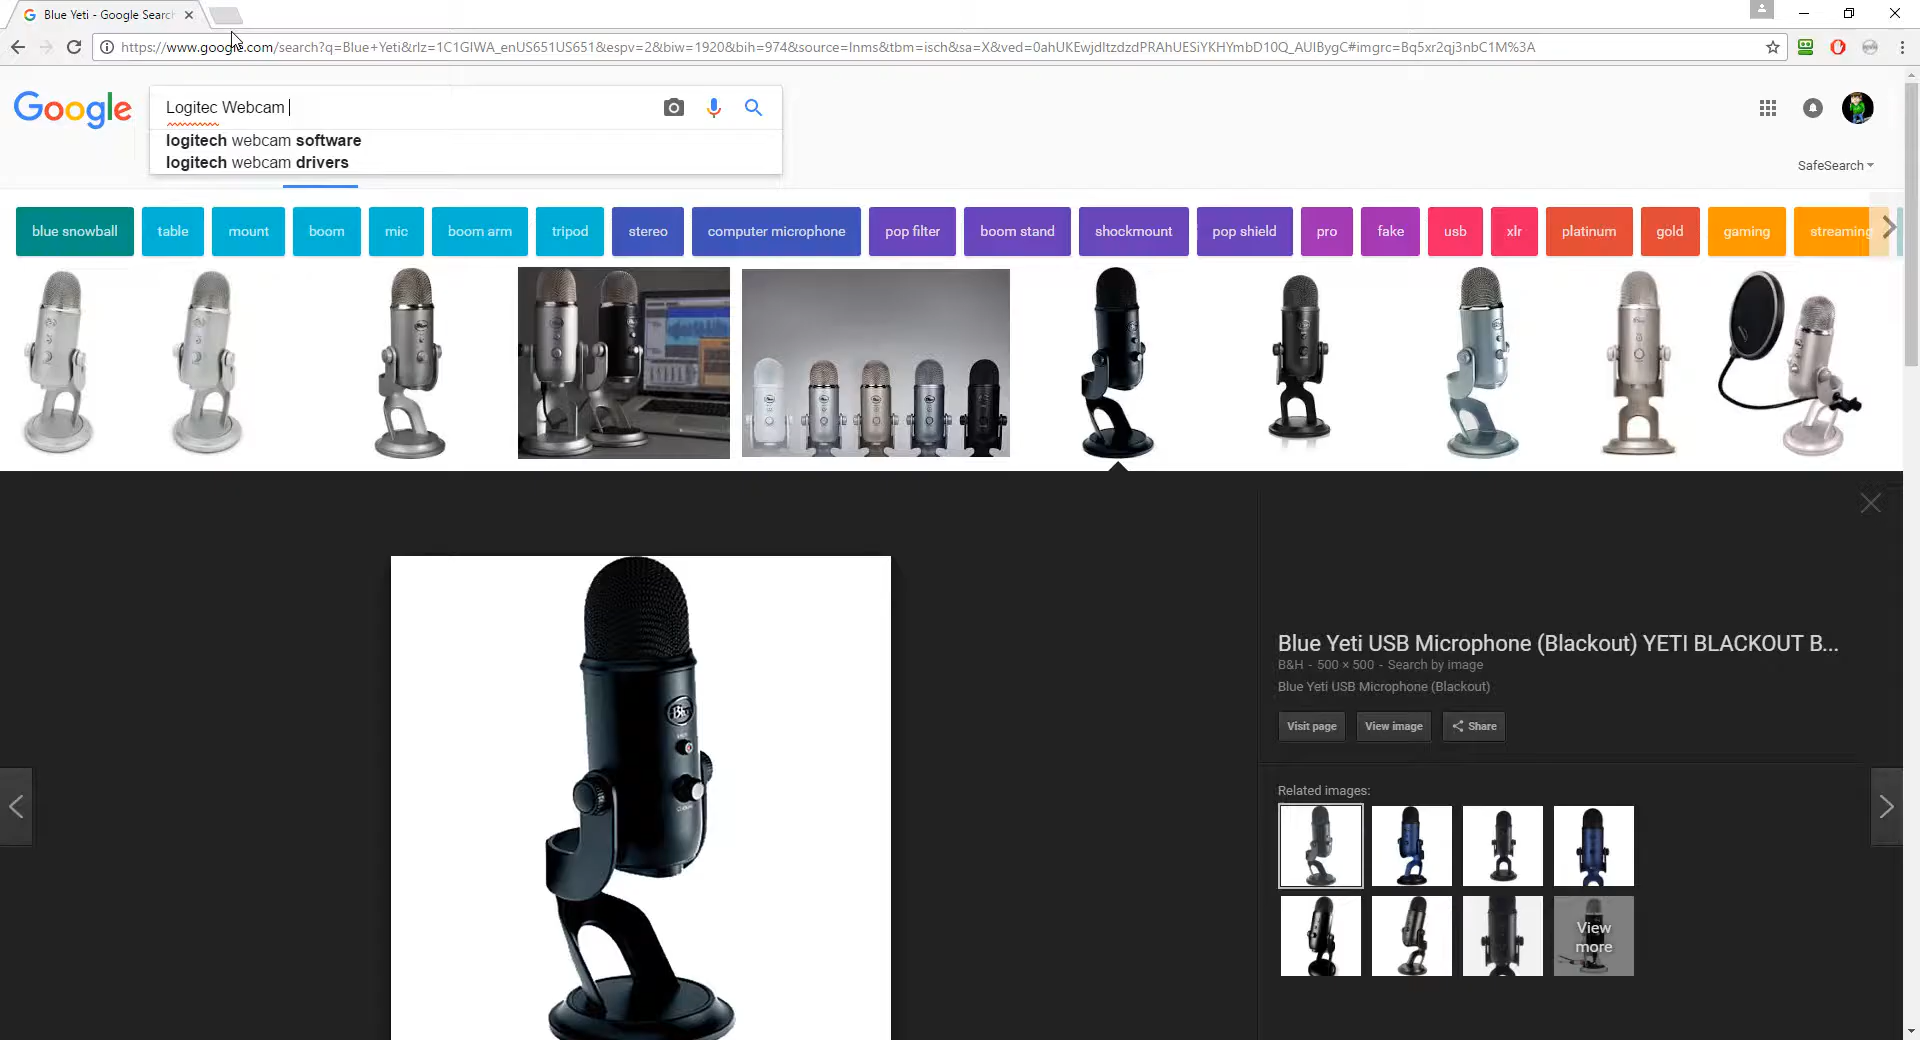 Blue Yeti - Google Search
https://www.google.com/search?q=Blue+Yeti&rlz=1C1GIWA_enUS651US651&espv=2&biw=1920&bih=974&source=lnms&tbm=isch&sa=X&ved=0ahUKEwjdltzdzdPRAhUESiYKHYmbD10Q_AUIBygC#imgrc=Bq5xr2qj3nbC1M%3A
Google
Logitec Webcam
logitech webcam software
logitech webcam drivers
SafeSearch
blue snowball
table
mount
boom
mic
boom arm
tripod
stereo
computer microphone
pop filter
boom stand
shockmount
pop shield
pro
fake
usb
xlr
platinum
gold
gaming
streaming
Blue Yeti USB Microphone (Blackout) YETI BLACKOUT B...
B&H - 500 × 500 - Search by image
Blue Yeti USB Microphone (Blackout)
Visit page
View image
Share
Related images:
View
more